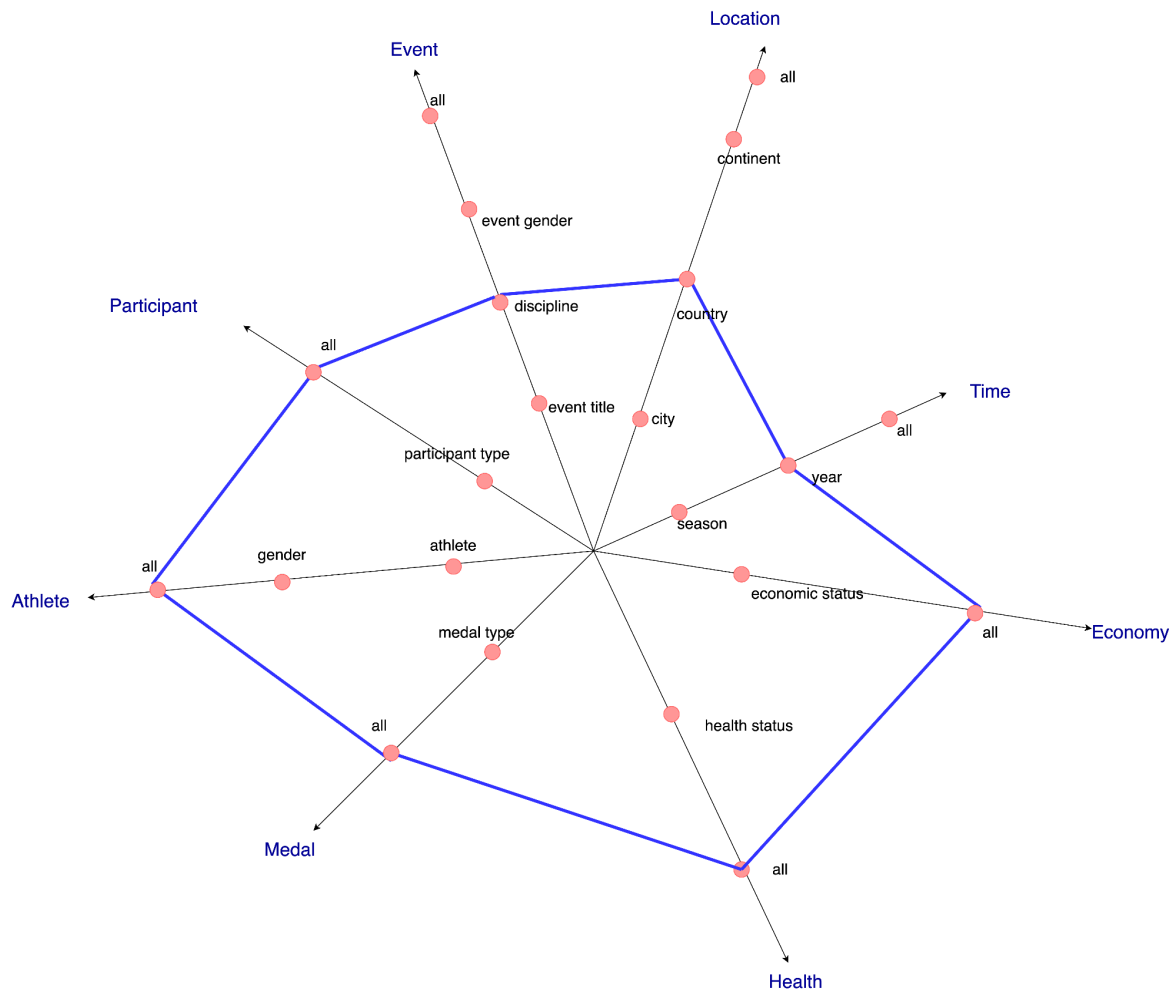 Location
Event
all
all
continent
event gender
Participant
discipline
country
all
Time
all
event title
city
participant type
year
season
athlete
gender
all
economic status
Athlete
medal type
all
Economy
all
health status
Medal
all
Health